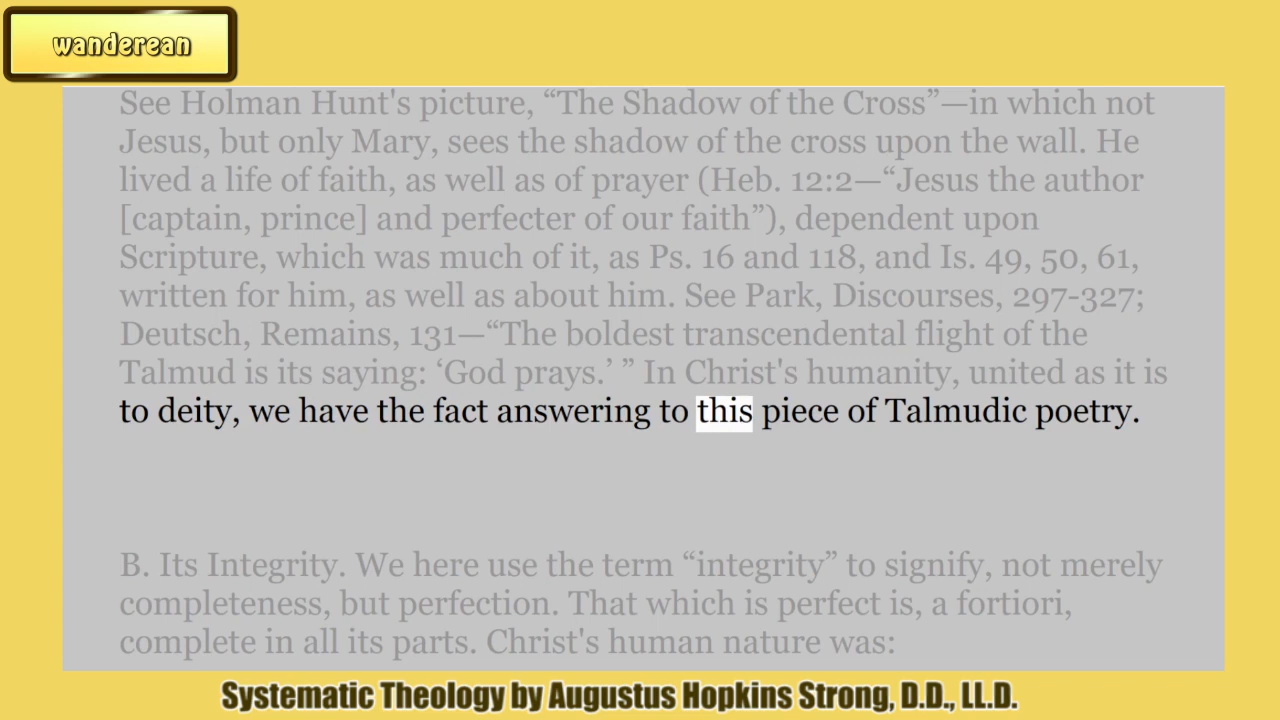 wanderean
See Holman Hunt's picture, “The Shadow of the Cross”—in which not
Jesus, but only Mary, sees the shadow of the cross upon the wall. He
lived a life of faith, as well as of prayer (Heb. 12:2—“Jesus the author
[captain, prince] and perfecter of our faith”), dependent upon
Scripture, which was much of it, as Ps. 16 and 118, and Is. 49, 50, 61,
written for him, as well as about him. See Park, Discourses, 297-327;
Deutsch, Remains, 131—“The boldest transcendental flight of the
Talmud is its saying: ‘God prays.’ ” In Christ's humanity, united as it is
to deity, we have the fact answering to this piece of Talmudic poetry.
B. Its Integrity. We here use the term “integrity” to signify, not merely
completeness, but perfection. That which is perfect is, a fortiori,
complete in all its parts. Christ's human nature was:
Systematic Theology by Augustus Hopkins Strong, D.D., LL.D.